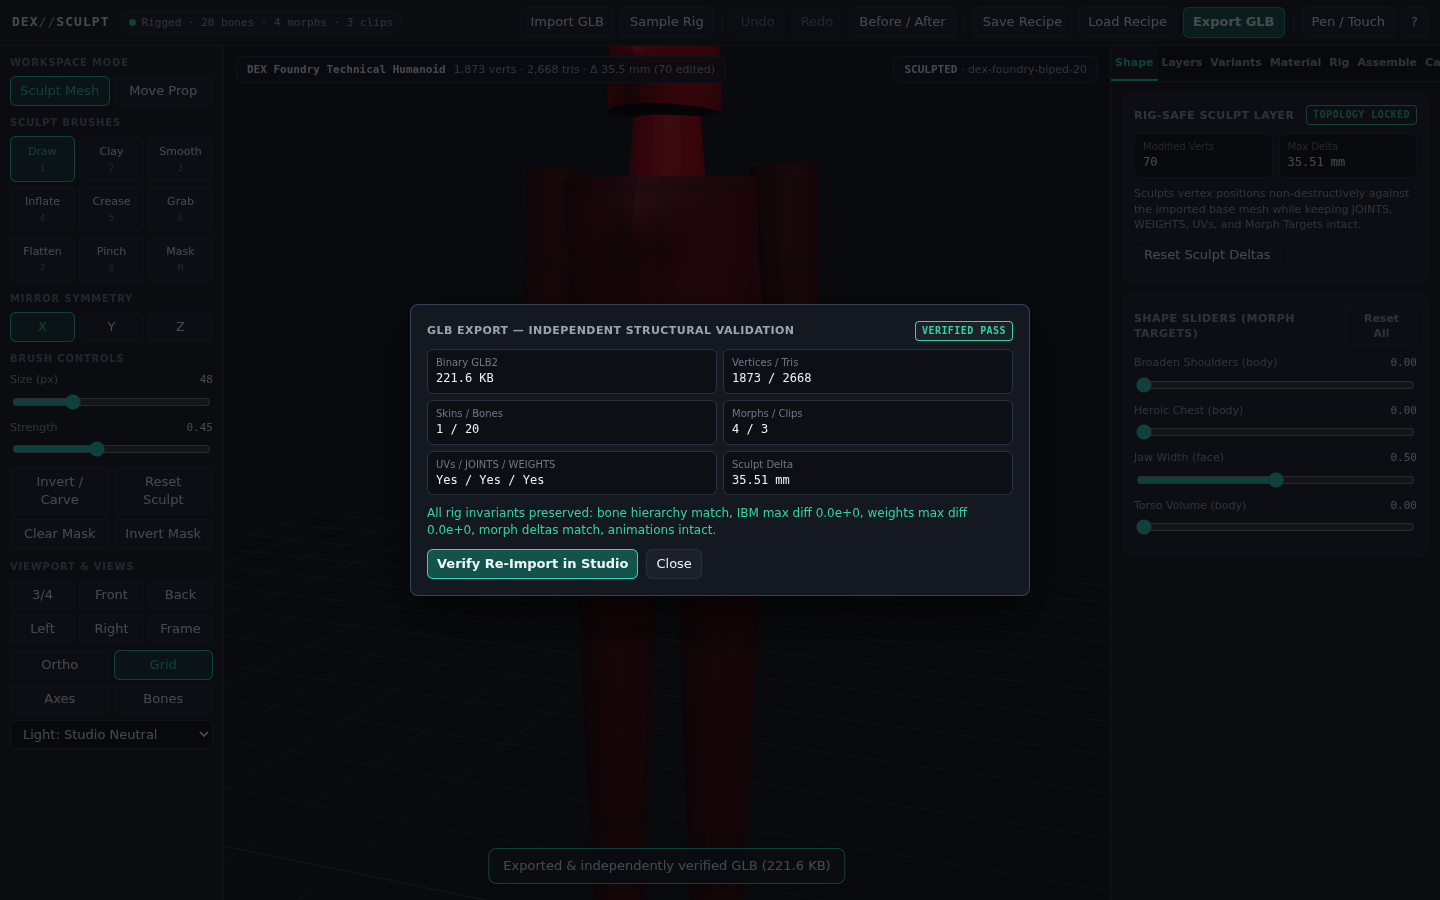 DEX//SCULPT
Rigged · 20 bones · 4 morphs · 3 clips
Import GLB
Sample Rig
Undo
Redo
Before / After
Save Recipe
Load Recipe
Export GLB
Pen / Touch
?
WORKSPACE MODE
Sculpt Mesh
Move Prop
SCULPT BRUSHES
Draw
1
Clay
2
Smooth
3
Inflate
4
Crease
5
Grab
6
Flatten
7
Pinch
8
Mask
M
MIRROR SYMMETRY
X
Y
Z
BRUSH CONTROLS
Size (px)
48
Strength
0.45
Invert /
Carve
Reset
Sculpt
Clear Mask
Invert Mask
VIEWPORT & VIEWS
3/4
Front
Back
Left
Right
Frame
Ortho
Grid
Axes
Bones
Light: Studio Neutral
DEX Foundry Technical Humanoid 1,873 verts · 2,668 tris · Δ 35.5 mm (70 edited)
SCULPTED · dex-foundry-biped-20
GLB EXPORT — INDEPENDENT STRUCTURAL VALIDATION
VERIFIED PASS
Binary GLB2
221.6 KB
Vertices / Tris
1873 / 2668
Skins / Bones
1 / 20
Morphs / Clips
4 / 3
UVs / JOINTS / WEIGHTS
Yes / Yes / Yes
Sculpt Delta
35.51 mm
All rig invariants preserved: bone hierarchy match, IBM max diff 0.0e+0, weights max diff
0.0e+0, morph deltas match, animations intact.
Verify Re-Import in Studio
Close
Exported & independently verified GLB (221.6 KB)
Shape
Layers
Variants
Material
Rig
Assemble
Ca
RIG-SAFE SCULPT LAYER
TOPOLOGY LOCKED
Modified Verts
70
Max Delta
35.51 mm
Sculpts vertex positions non-destructively against
the imported base mesh while keeping JOINTS,
WEIGHTS, UVs, and Morph Targets intact.
Reset Sculpt Deltas
SHAPE SLIDERS (MORPH
TARGETS)
Reset
All
Broaden Shoulders (body)
0.00
Heroic Chest (body)
0.00
Jaw Width (face)
0.50
Torso Volume (body)
0.00